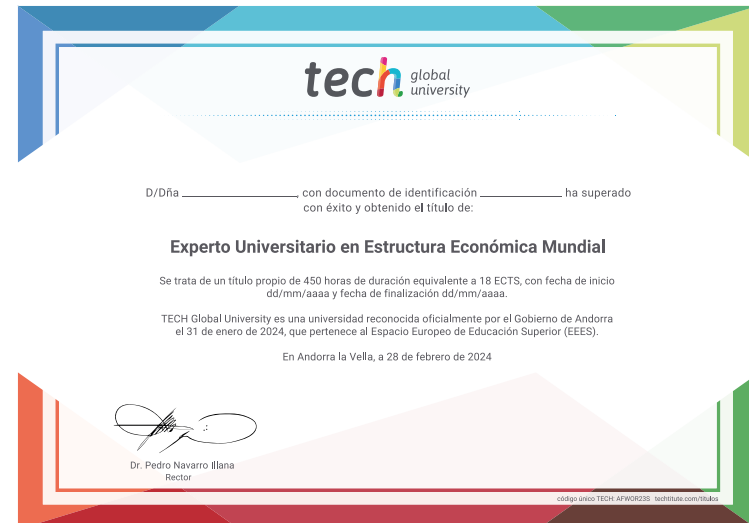 tech global
university
D/Dña ____________________, con documento de identificación ______________ ha superado
con éxito y obtenido el título de:
Experto Universitario en Estructura Económica Mundial
Se trata de un título propio de 450 horas de duración equivalente a 18 ECTS, con fecha de inicio
dd/mm/aaaa y fecha de finalización dd/mm/aaaa.
TECH Global University es una universidad reconocida oficialmente por el Gobierno de Andorra
el 31 de enero de 2024, que pertenece al Espacio Europeo de Educación Superior (EEES).
En Andorra la Vella, a 28 de febrero de 2024
Dr. Pedro Navarro Illana
Rector
código único TECH: AFWOR23S techtitute.com/titulos